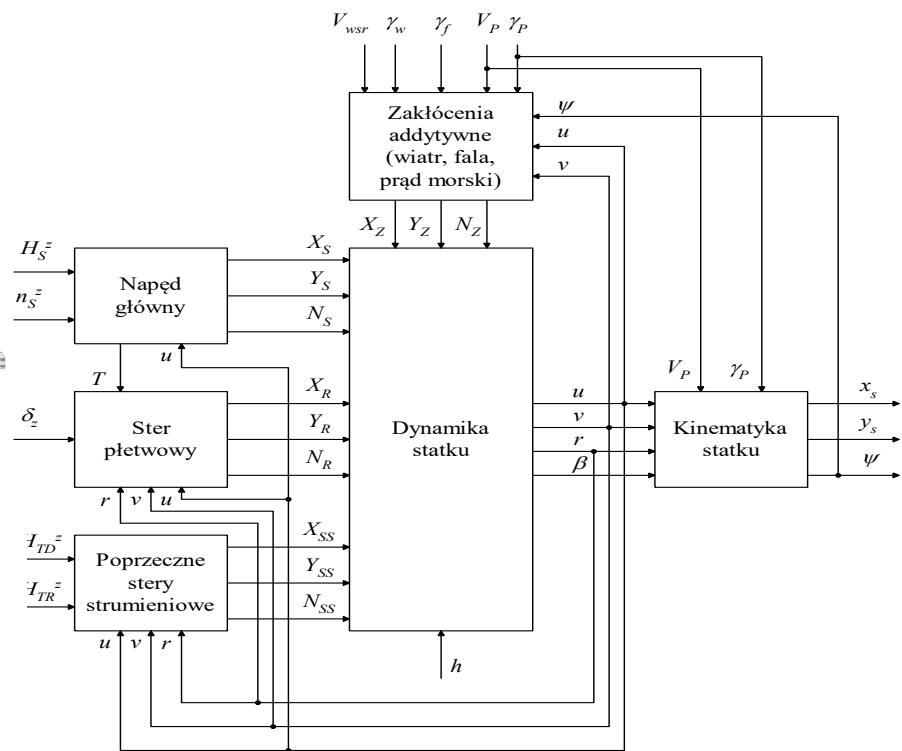 V_wsr γ_w γ_f V_P γ_P
Zakłócenia
addytywne
(wiatr, fala,
prąd morski)
ψ
u
v
X_Z Y_Z N_Z
H_S^z
n_S^z
Napęd
główny
X_S
Y_S
N_S
T
u
δ_z
Ster
płetwowy
X_R
Y_R
N_R
r v u
H_TD^z
H_TR^z
Poprzeczne
stery
strumieniowe
X_SS
Y_SS
N_SS
u v r
Dynamika
statku
h
u
v
r
β
V_P γ_P
Kinematyka
statku
x_s
y_s
ψ